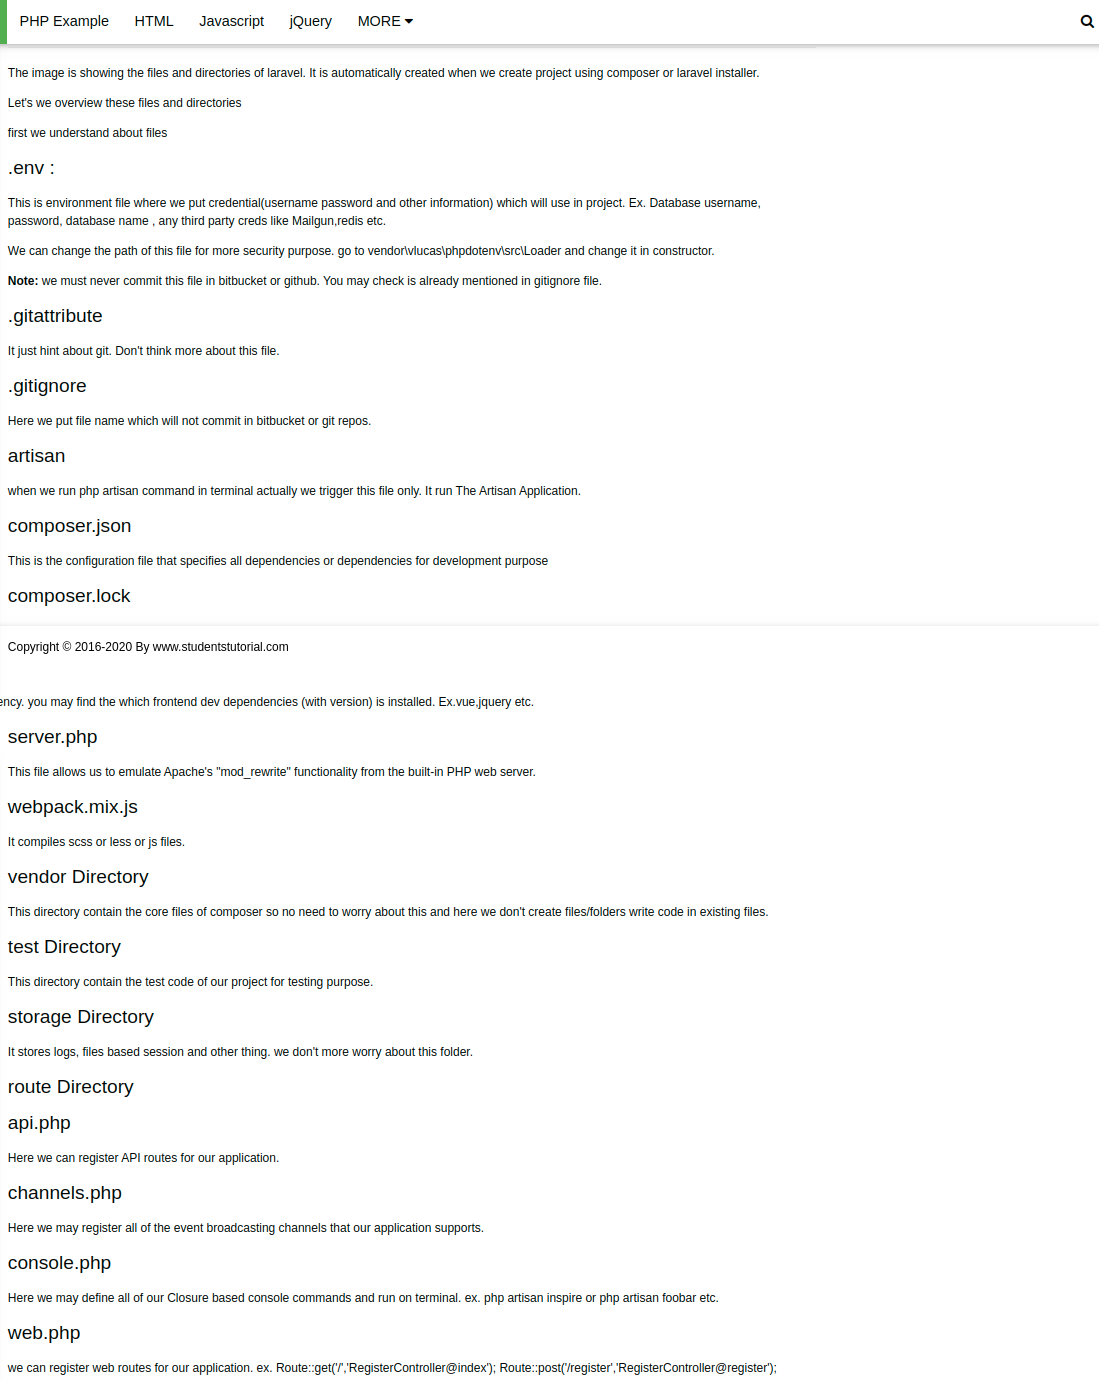 PHP Example HTML Javascript jQuery MORE
The image is showing the files and directories of laravel. It is automatically created when we create project using composer or laravel installer.
Let's we overview these files and directories
first we understand about files
.env :
This is environment file where we put credential(username password and other information) which will use in project. Ex. Database username,
password, database name , any third party creds like Mailgun,redis etc.
We can change the path of this file for more security purpose. go to vendor\vlucas\phpdotenv\src\Loader and change it in constructor.
Note: we must never commit this file in bitbucket or github. You may check is already mentioned in gitignore file.
.gitattribute
It just hint about git. Don't think more about this file.
.gitignore
Here we put file name which will not commit in bitbucket or git repos.
artisan
when we run php artisan command in terminal actually we trigger this file only. It run The Artisan Application.
composer.json
This is the configuration file that specifies all dependencies or dependencies for development purpose
composer.lock
Copyright © 2016-2020 By www.studentstutorial.com
you may find the which frontend dev dependencies (with version) is installed. Ex.vue,jquery etc.
server.php
This file allows us to emulate Apache's "mod_rewrite" functionality from the built-in PHP web server.
webpack.mix.js
It compiles scss or less or js files.
vendor Directory
This directory contain the core files of composer so no need to worry about this and here we don't create files/folders write code in existing files.
test Directory
This directory contain the test code of our project for testing purpose.
storage Directory
It stores logs, files based session and other thing. we don't more worry about this folder.
route Directory
api.php
Here we can register API routes for our application.
channels.php
Here we may register all of the event broadcasting channels that our application supports.
console.php
Here we may define all of our Closure based console commands and run on terminal. ex. php artisan inspire or php artisan foobar etc.
web.php
we can register web routes for our application. ex. Route::get('/','RegisterController@index'); Route::post('/register','RegisterController@register');